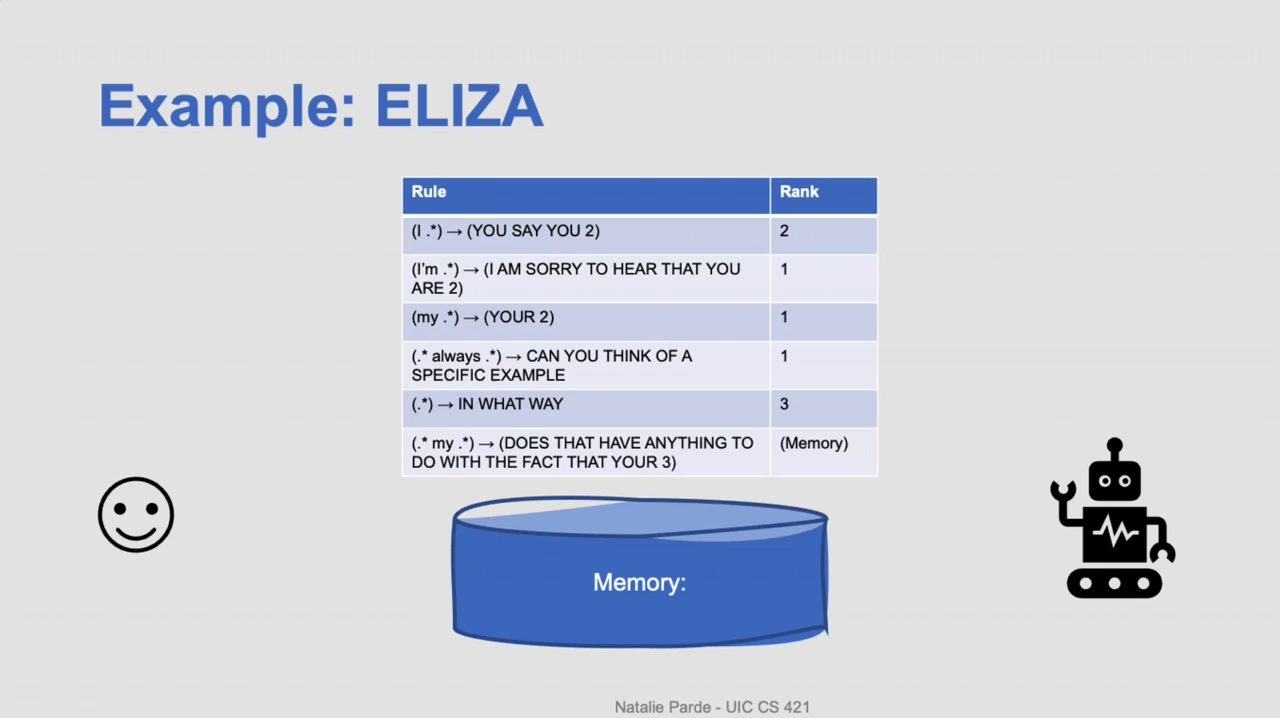 Example: ELIZA
Rule Rank
(I .*) → (YOU SAY YOU 2) 2
(I’m .*) → (I AM SORRY TO HEAR THAT YOU 1
ARE 2)
(my .*) → (YOUR 2) 1
(.* always .*) → CAN YOU THINK OF A 1
SPECIFIC EXAMPLE
(.*) → IN WHAT WAY 3
(.* my .*) → (DOES THAT HAVE ANYTHING TO (Memory)
DO WITH THE FACT THAT YOUR 3)
Memory:
Natalie Parde - UIC CS 421